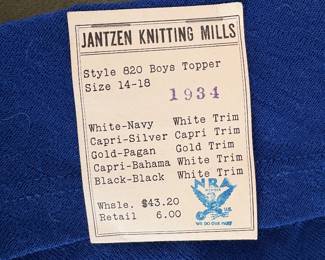 JANTZEN KNITTING MILLS
Style 820 Boys Topper
Size 14-18
1934
White-Navy White Trim
Capri-Silver Capri Trim
Gold-Pagan Gold Trim
Capri-Bahama White Trim
Black-Black White Trim
NRA
MEMBER
U.S.
WE DO OUR PART
Whsle. $43.20
Retail 6.00